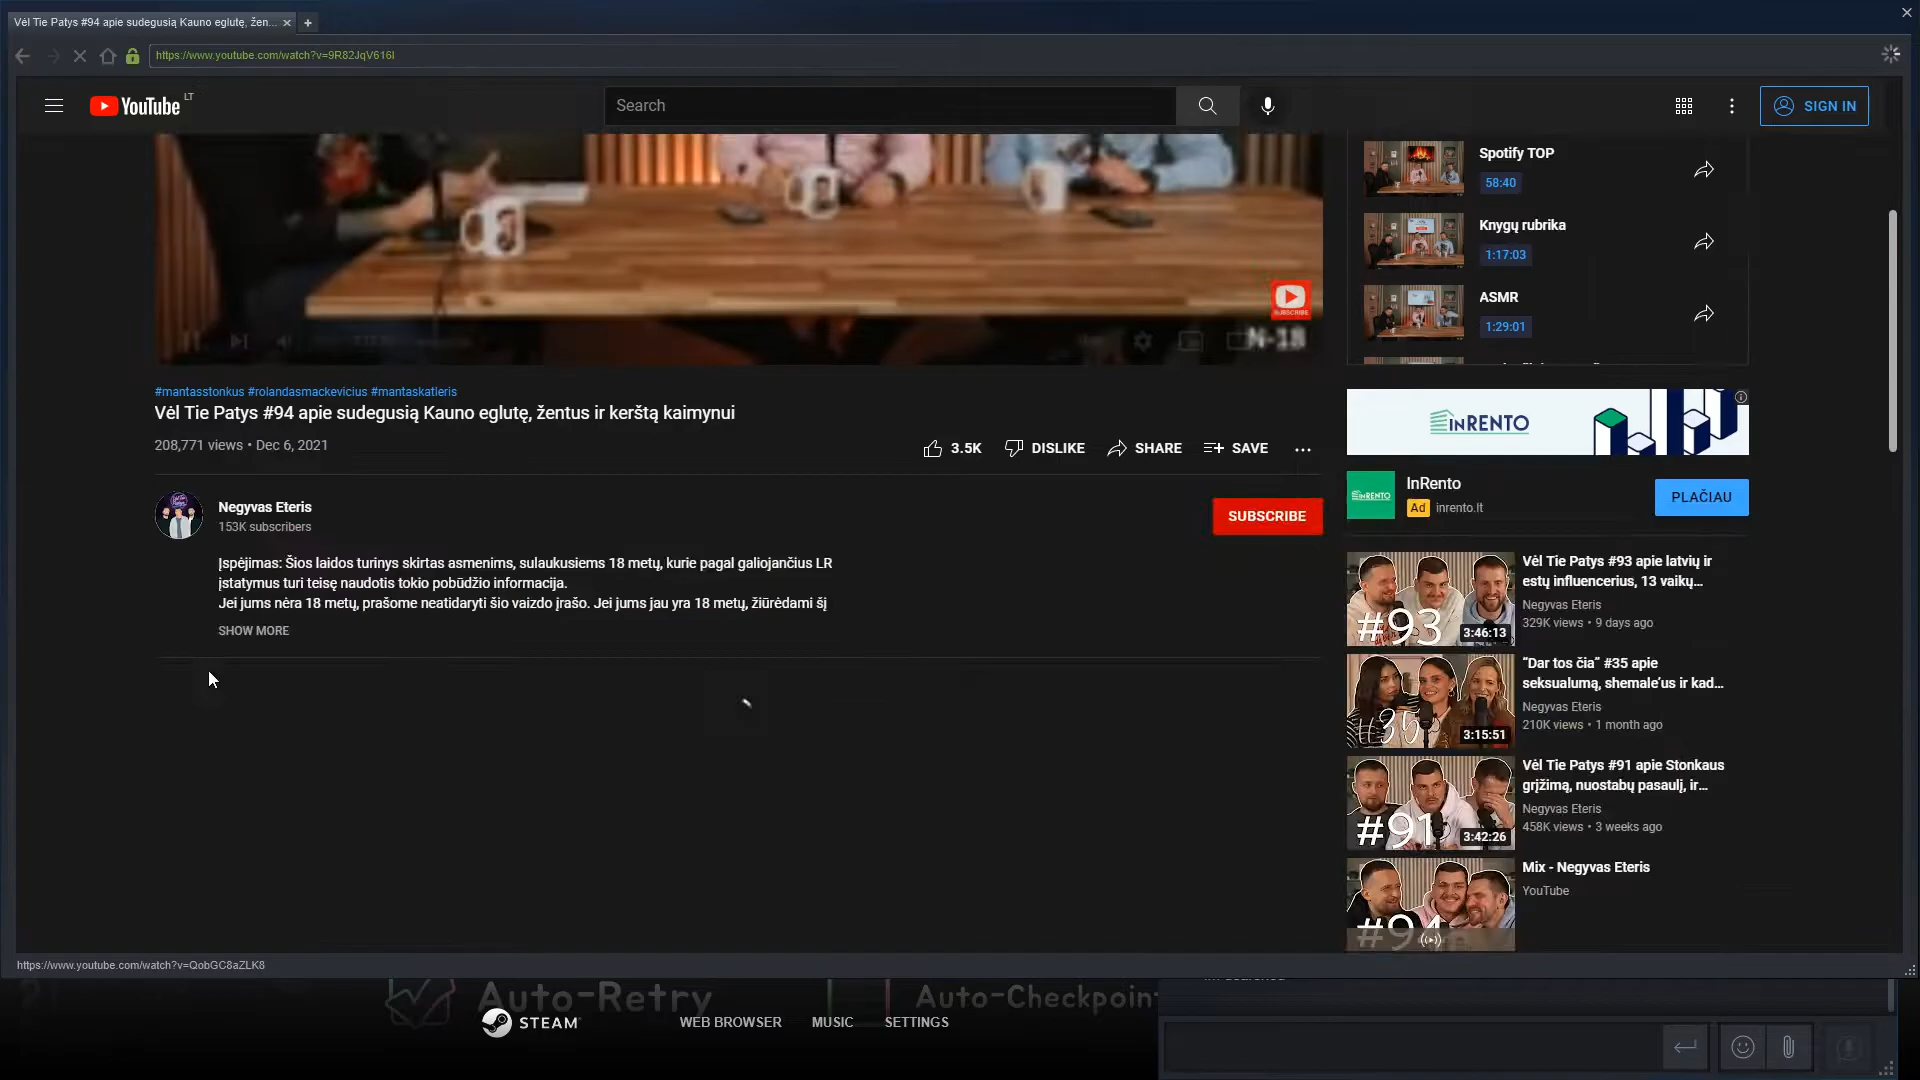 Vėl Tie Patys #94 apie sudegusią Kauno eglutę, žen...
https://www.youtube.com/watch?v=9R82JqV616I
YouTube LT
Search
SIGN IN
Spotify TOP
58:40
Knygų rubrika
1:17:03
ASMR
1:29:01
SUBSCRIBE
N-18
#mantasstonkus #rolandasmackevicius #mantaskatleris
Vėl Tie Patys #94 apie sudegusią Kauno eglutę, žentus ir kerštą kaimynui
208,771 views • Dec 6, 2021
3.5K DISLIKE SHARE SAVE
Negyvas Eteris
153K subscribers
SUBSCRIBE
Įspėjimas: Šios laidos turinys skirtas asmenims, sulaukusiems 18 metų, kurie pagal galiojančius LR
įstatymus turi teisę naudotis tokio pobūdžio informacija.
Jei jums nėra 18 metų, prašome neatidaryti šio vaizdo įrašo. Jei jums jau yra 18 metų, žiūrėdami šį
SHOW MORE
INRENTO
INRENTO
InRento
Ad inrento.lt
PLAČIAU
#93
3:46:13
Vėl Tie Patys #93 apie latvių ir
estų influencerius, 13 vaikų...
Negyvas Eteris
329K views • 9 days ago
#35
3:15:51
“Dar tos čia” #35 apie
seksualumą, shemale’us ir kad...
Negyvas Eteris
210K views • 1 month ago
#91
3:42:26
Vėl Tie Patys #91 apie Stonkaus
grįžimą, nuostabų pasaulį, ir...
Negyvas Eteris
458K views • 3 weeks ago
#94
Mix - Negyvas Eteris
YouTube
https://www.youtube.com/watch?v=QobGC8aZLK8
Auto-Retry
Auto-Checkpoin
STEAM
WEB BROWSER MUSIC SETTINGS